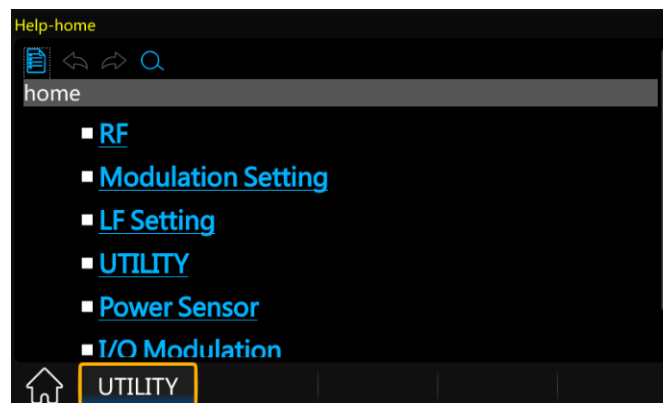 Help-home
home
RF
Modulation Setting
LF Setting
UTILITY
Power Sensor
I/Q Modulation
UTILITY